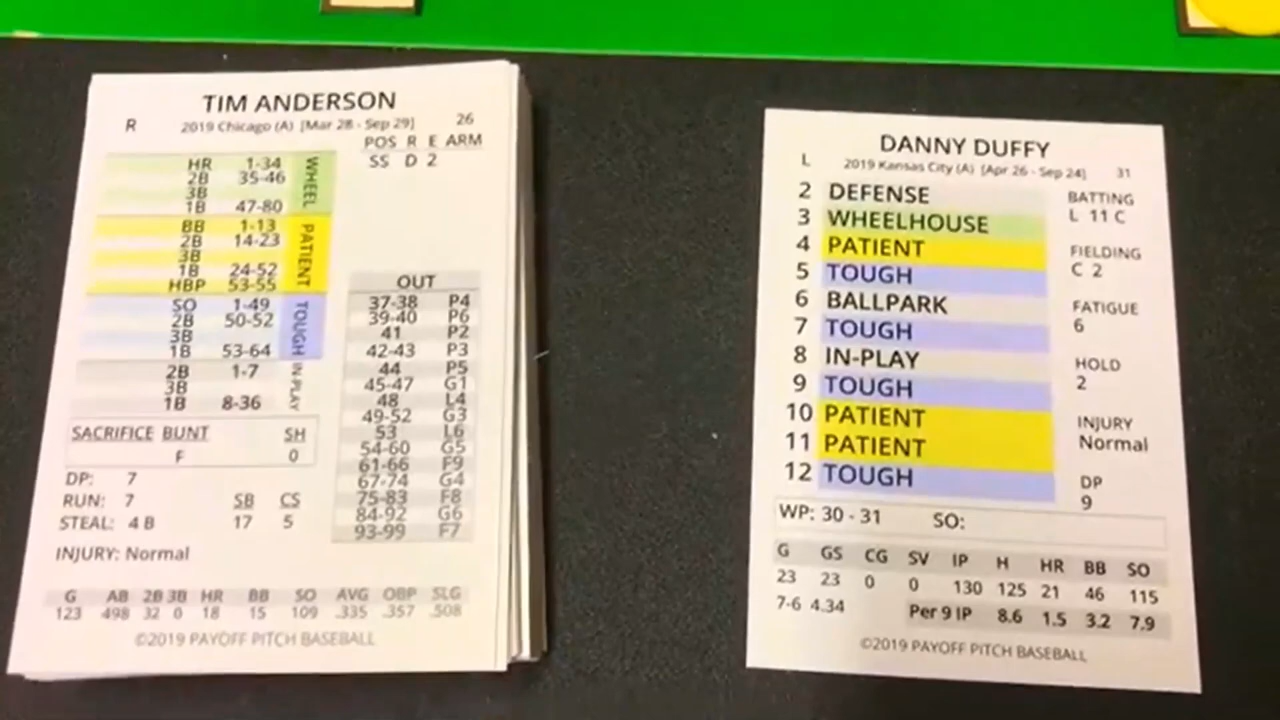 TIM ANDERSON
R 2019 Chicago (A) [Mar 28 - Sep 29] 26
POS R E ARM
SS D 2
WHEEL
HR 1-34
2B 35-46
3B
1B 47-80
PATIENT
BB 1-13
2B 14-23
3B
1B 24-52
HBP 53-55
TOUGH
SO 1-49
2B 50-52
3B
1B 53-64
IN-PLAY
2B 1-7
3B
1B 8-36
OUT
37-38 P4
39-40 P6
41 P2
42-43 P3
44 P5
45-47 G1
48 L4
49-52 G3
53 L6
54-60 G5
61-66 F9
67-74 G4
75-83 F8
84-92 G6
93-99 F7
SACRIFICE BUNT SH
F 0
DP: 7
RUN: 7 SB CS
STEAL: 4 B 17 5
INJURY: Normal
G AB 2B 3B HR BB SO AVG OBP SLG
123 498 32 0 18 15 109 .335 .357 .508
©2019 PAYOFF PITCH BASEBALL
DANNY DUFFY
L 2019 Kansas City (A) [Apr 26 - Sep 24] 31
2 DEFENSE
3 WHEELHOUSE
4 PATIENT
5 TOUGH
6 BALLPARK
7 TOUGH
8 IN-PLAY
9 TOUGH
10 PATIENT
11 PATIENT
12 TOUGH
BATTING
L 11 C
FIELDING
C 2
FATIGUE
6
HOLD
2
INJURY
Normal
DP
9
WP: 30 - 31 SO:
G GS CG SV IP H HR BB SO
23 23 0 0 130 125 21 46 115
7-6 4.34 Per 9 IP 8.6 1.5 3.2 7.9
©2019 PAYOFF PITCH BASEBALL